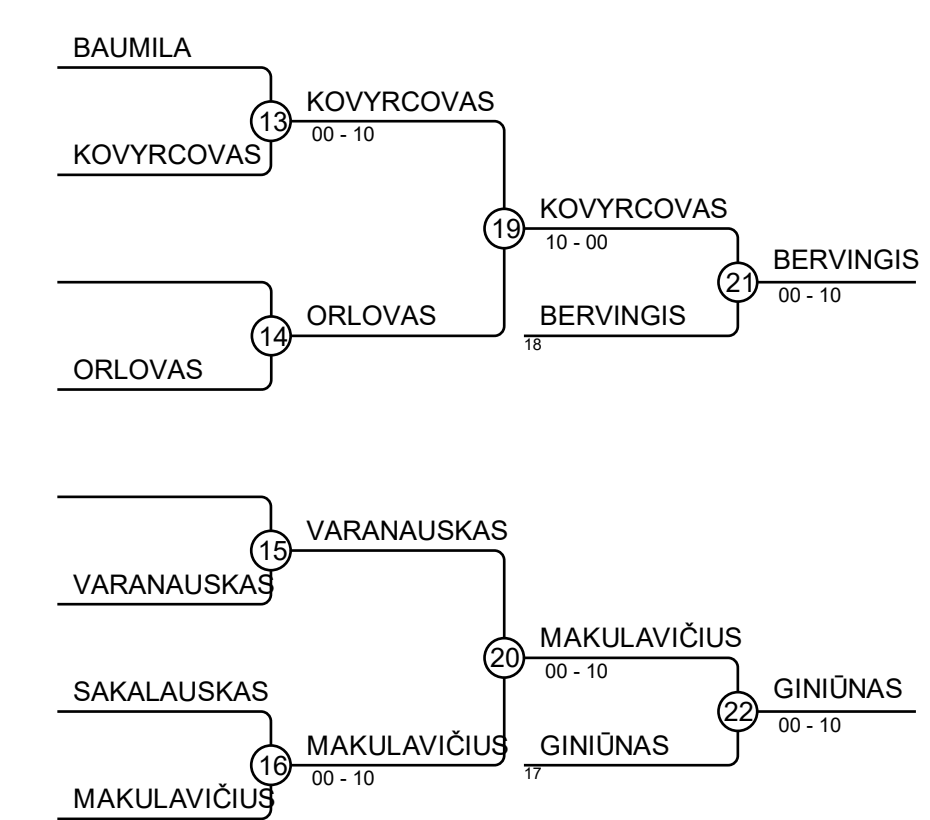 BAUMILA
13
KOVYRCOVAS
00 - 10
KOVYRCOVAS
19
KOVYRCOVAS
10 - 00
21
BERVINGIS
00 - 10
14
ORLOVAS
BERVINGIS
18
ORLOVAS
15
VARANAUSKAS
VARANAUSKAS
20
MAKULAVIČIUS
00 - 10
22
GINIŪNAS
00 - 10
SAKALAUSKAS
16
MAKULAVIČIUS
00 - 10
GINIŪNAS
17
MAKULAVIČIUS